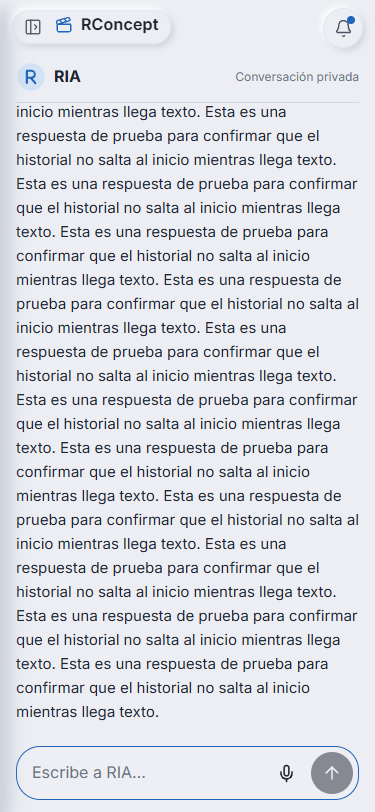 RConcept
RIA
Conversación privada
inicio mientras llega texto. Esta es una
respuesta de prueba para confirmar que el
historial no salta al inicio mientras llega texto.
Esta es una respuesta de prueba para confirmar
que el historial no salta al inicio mientras llega
texto. Esta es una respuesta de prueba para
confirmar que el historial no salta al inicio
mientras llega texto. Esta es una respuesta de
prueba para confirmar que el historial no salta al
inicio mientras llega texto. Esta es una
respuesta de prueba para confirmar que el
historial no salta al inicio mientras llega texto.
Esta es una respuesta de prueba para confirmar
que el historial no salta al inicio mientras llega
texto. Esta es una respuesta de prueba para
confirmar que el historial no salta al inicio
mientras llega texto. Esta es una respuesta de
prueba para confirmar que el historial no salta al
inicio mientras llega texto. Esta es una
respuesta de prueba para confirmar que el
historial no salta al inicio mientras llega texto.
Esta es una respuesta de prueba para confirmar
que el historial no salta al inicio mientras llega
texto. Esta es una respuesta de prueba para
confirmar que el historial no salta al inicio
mientras llega texto.
Escribe a RIA...